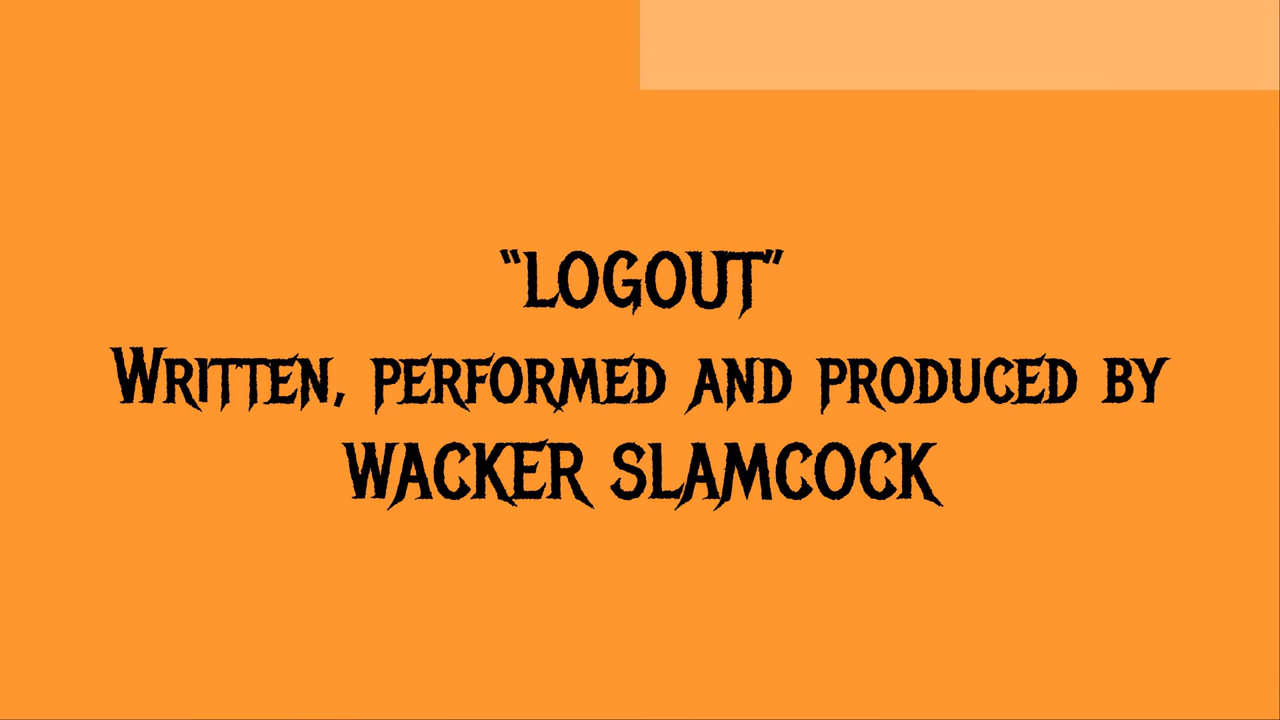 "LOGOUT"
WRITTEN, PERFORMED AND PRODUCED BY
WACKER SLAMCOCK